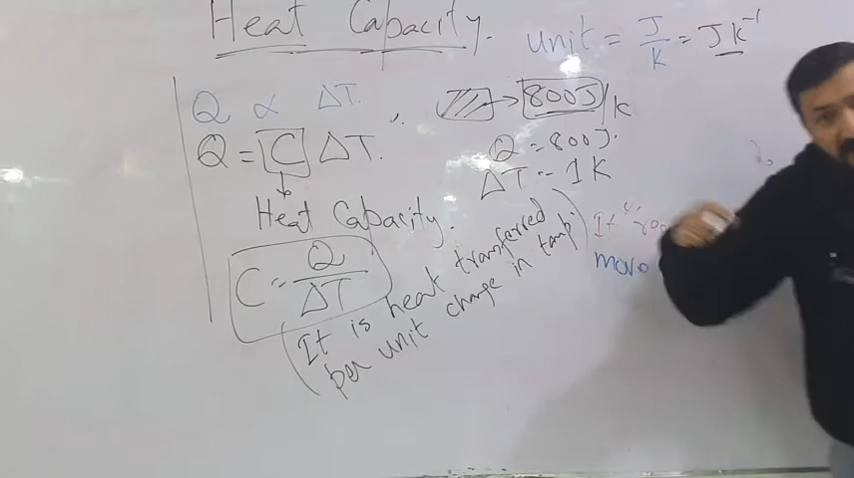 Heat Capacity.
unit = J/K = JK⁻¹
Q ∝ ΔT.
Q = C ΔT.
Heat Capacity.
C = Q/ΔT
(It is heat transferred
per unit change in temp.)
→ 800J/K
Q = 800J.
ΔT = 1K
It